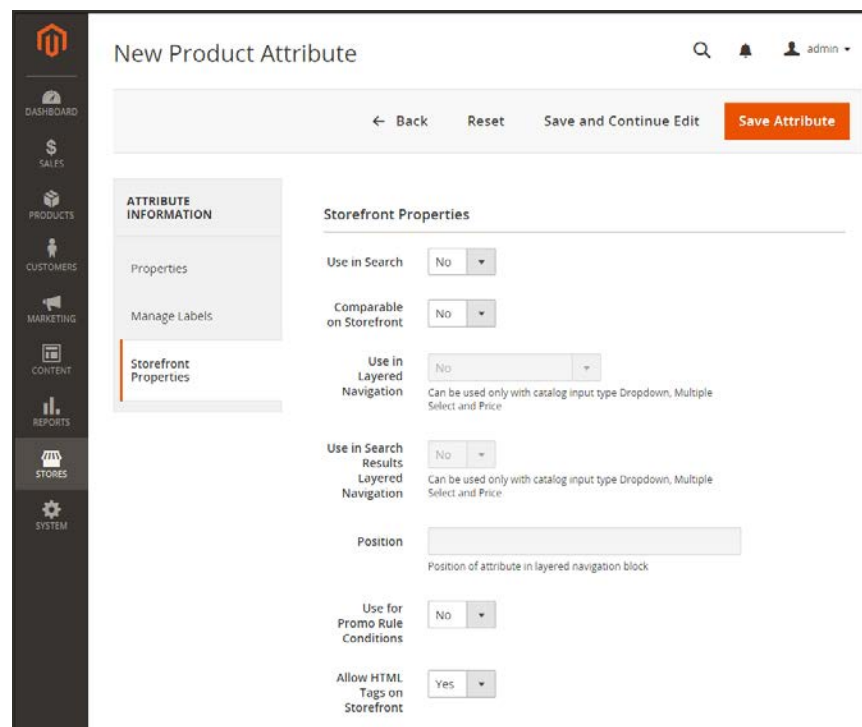 New Product Attribute
admin
← Back
Reset
Save and Continue Edit
Save Attribute
DASHBOARD
SALES
PRODUCTS
CUSTOMERS
MARKETING
CONTENT
REPORTS
STORES
SYSTEM
ATTRIBUTE
INFORMATION
Properties
Manage Labels
Storefront
Properties
Storefront Properties
Use in Search
No
Comparable
on Storefront
No
Use in
Layered
Navigation
No
Can be used only with catalog input type Dropdown, Multiple
Select and Price
Use in Search
Results
Layered
Navigation
No
Can be used only with catalog input type Dropdown, Multiple
Select and Price
Position
Position of attribute in layered navigation block
Use for
Promo Rule
Conditions
No
Allow HTML
Tags on
Storefront
Yes